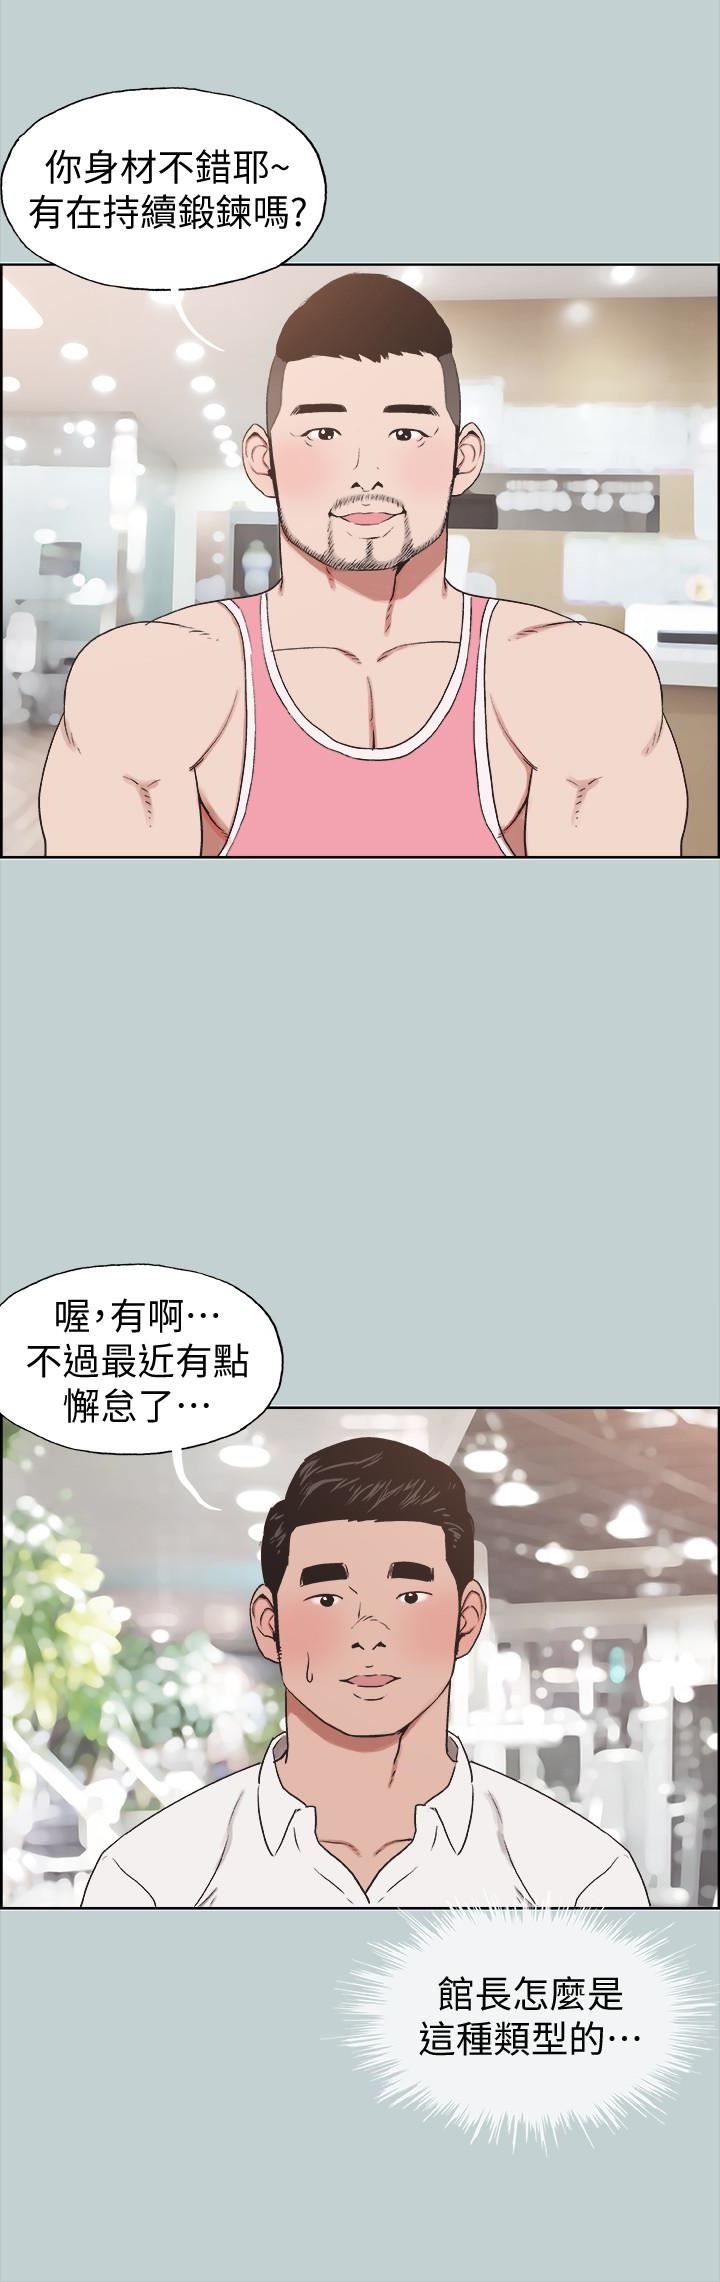 你身材不錯耶~
有在持續鍛鍊嗎?
喔,有啊…
不過最近有點
懈怠了…
館長怎麼是
這種類型的…